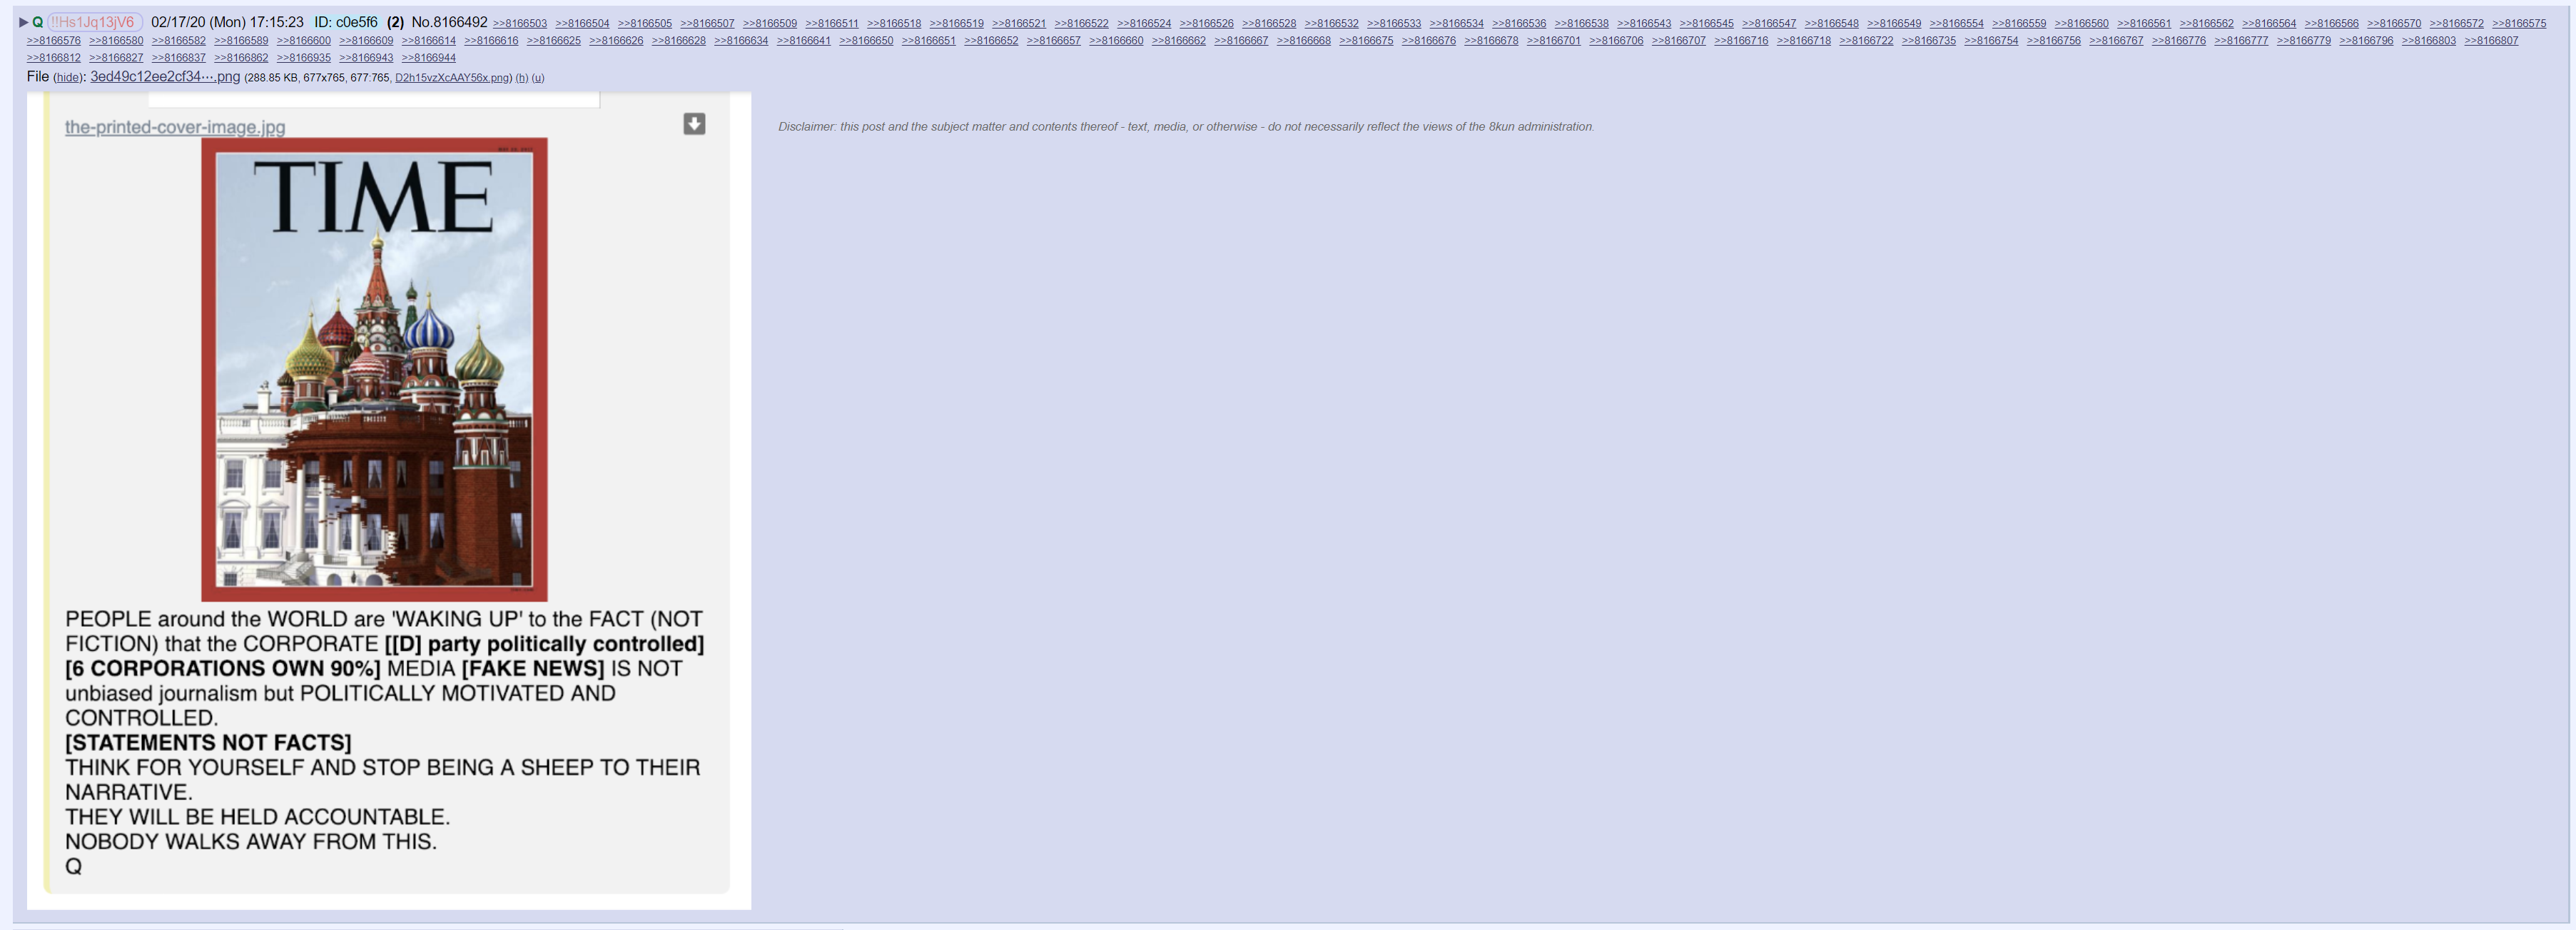 ▶ Q !!Hs1Jq13jV6 02/17/20 (Mon) 17:15:23 ID: c0e5f6 (2) No.8166492 >>8166503 >>8166504 >>8166505 >>8166507 >>8166509 >>8166511 >>8166518 >>8166519 >>8166521 >>8166522 >>8166524 >>8166526 >>8166528 >>8166532 >>8166533 >>8166534 >>8166536 >>8166538 >>8166543 >>8166545 >>8166547 >>8166548 >>8166549 >>8166554 >>8166559 >>8166560 >>8166561 >>8166562 >>8166564 >>8166566 >>8166570 >>8166572 >>8166575
>>8166576 >>8166580 >>8166582 >>8166589 >>8166600 >>8166609 >>8166614 >>8166616 >>8166625 >>8166626 >>8166628 >>8166634 >>8166641 >>8166650 >>8166651 >>8166652 >>8166657 >>8166660 >>8166662 >>8166667 >>8166668 >>8166675 >>8166676 >>8166678 >>8166701 >>8166706 >>8166707 >>8166716 >>8166718 >>8166722 >>8166735 >>8166754 >>8166756 >>8166767 >>8166776 >>8166777 >>8166779 >>8166796 >>8166803 >>8166807
>>8166812 >>8166827 >>8166837 >>8166862 >>8166935 >>8166943 >>8166944
File (hide): 3ed49c12ee2cf34⋯.png (288.85 KB, 677x765, 677:765, D2h15vzXcAAY56x.png) (h) (u)
the-printed-cover-image.jpg
Disclaimer: this post and the subject matter and contents thereof - text, media, or otherwise - do not necessarily reflect the views of the 8kun administration.
TIME
PEOPLE around the WORLD are 'WAKING UP' to the FACT (NOT
FICTION) that the CORPORATE [[D] party politically controlled]
[6 CORPORATIONS OWN 90%] MEDIA [FAKE NEWS] IS NOT
unbiased journalism but POLITICALLY MOTIVATED AND
CONTROLLED.
[STATEMENTS NOT FACTS]
THINK FOR YOURSELF AND STOP BEING A SHEEP TO THEIR
NARRATIVE.
THEY WILL BE HELD ACCOUNTABLE.
NOBODY WALKS AWAY FROM THIS.
Q